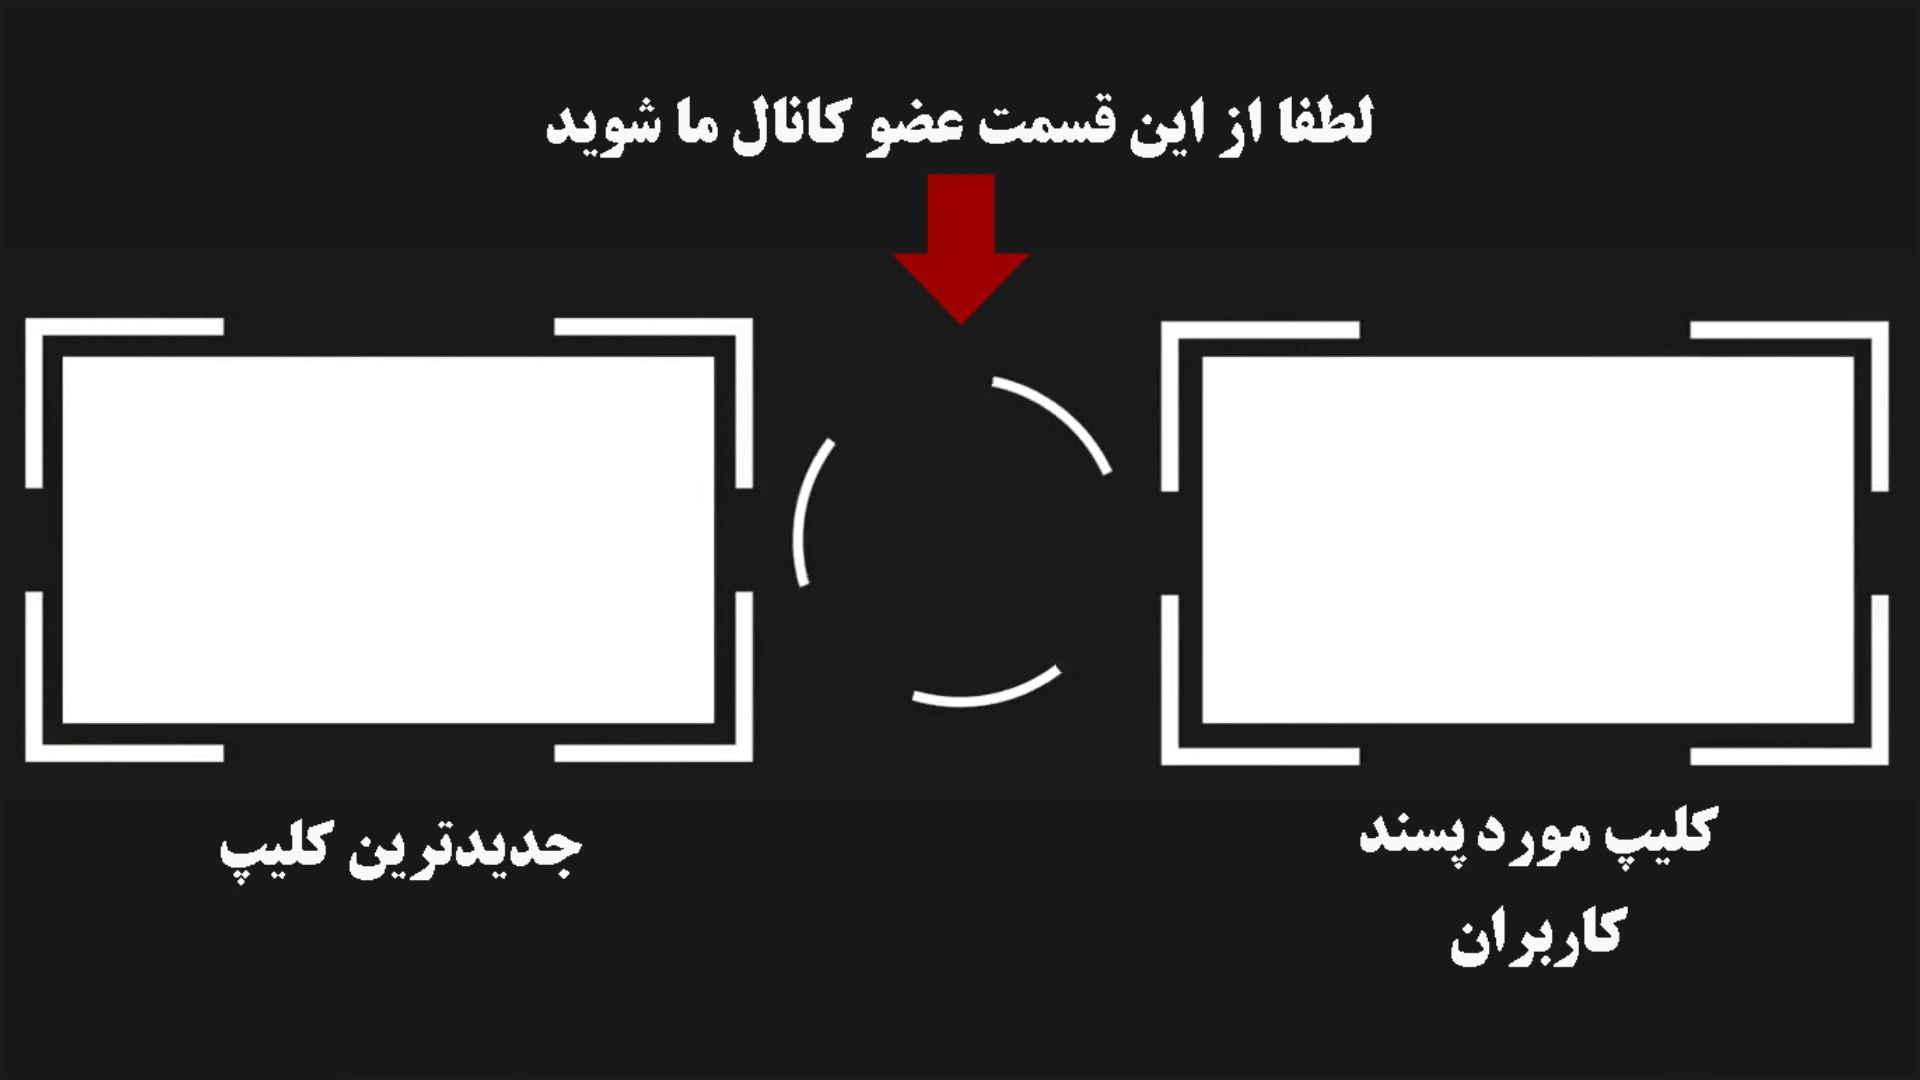 لطفا از این قسمت عضو کانال ما شوید
کلیپ مورد پسند
کاربران
جدیدترین کلیپ